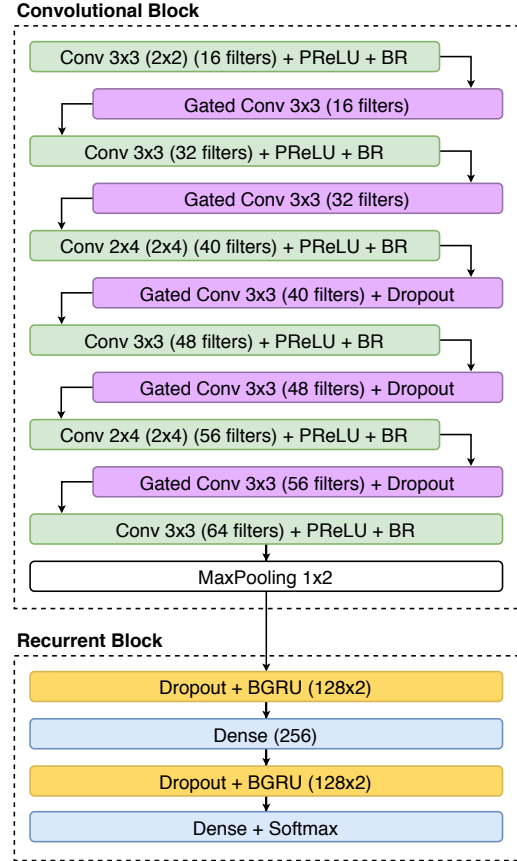 Convolutional Block
Conv 3x3 (2x2) (16 filters) + PReLU + BR
Gated Conv 3x3 (16 filters)
Conv 3x3 (32 filters) + PReLU + BR
Gated Conv 3x3 (32 filters)
Conv 2x4 (2x4) (40 filters) + PReLU + BR
Gated Conv 3x3 (40 filters) + Dropout
Conv 3x3 (48 filters) + PReLU + BR
Gated Conv 3x3 (48 filters) + Dropout
Conv 2x4 (2x4) (56 filters) + PReLU + BR
Gated Conv 3x3 (56 filters) + Dropout
Conv 3x3 (64 filters) + PReLU + BR
MaxPooling 1x2
Recurrent Block
Dropout + BGRU (128x2)
Dense (256)
Dropout + BGRU (128x2)
Dense + Softmax